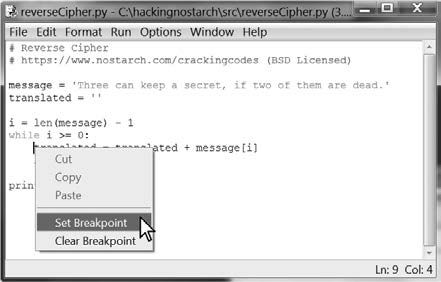 reverseCipher.py - C:\hackingnostarch\src\reverseCipher.py (3....
File Edit Format Run Options Window Help
# Reverse Cipher
# https://www.nostarch.com/crackingcodes (BSD Licensed)
message = 'Three can keep a secret, if two of them are dead.'
translated = ''
i = len(message) - 1
while i >= 0:
translated = translated + message[i]
Cut
Copy
Paste
prin
Set Breakpoint
Clear Breakpoint
Ln: 9 Col: 4